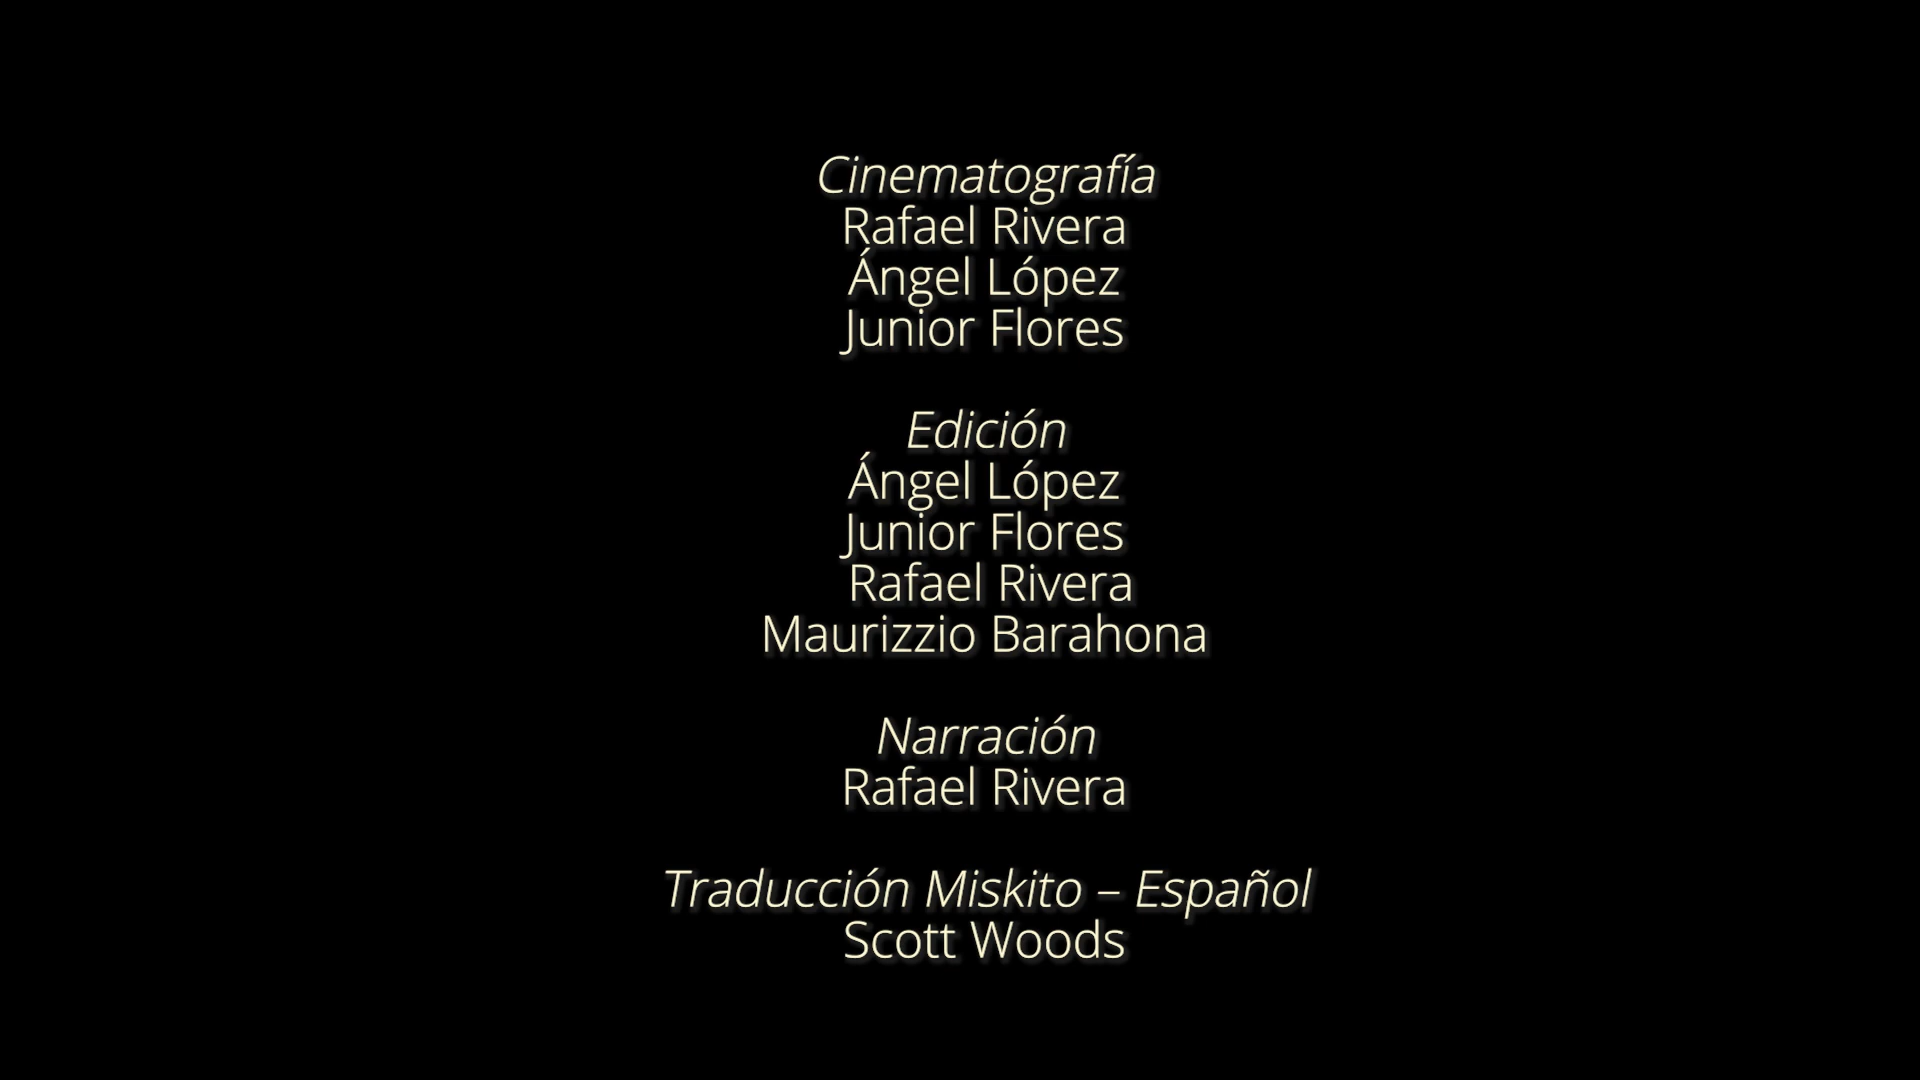 Cinematografía
Rafael Rivera
Ángel López
Junior Flores
Edición
Ángel López
Junior Flores
Rafael Rivera
Maurizzio Barahona
Narración
Rafael Rivera
Traducción Miskito – Español
Scott Woods